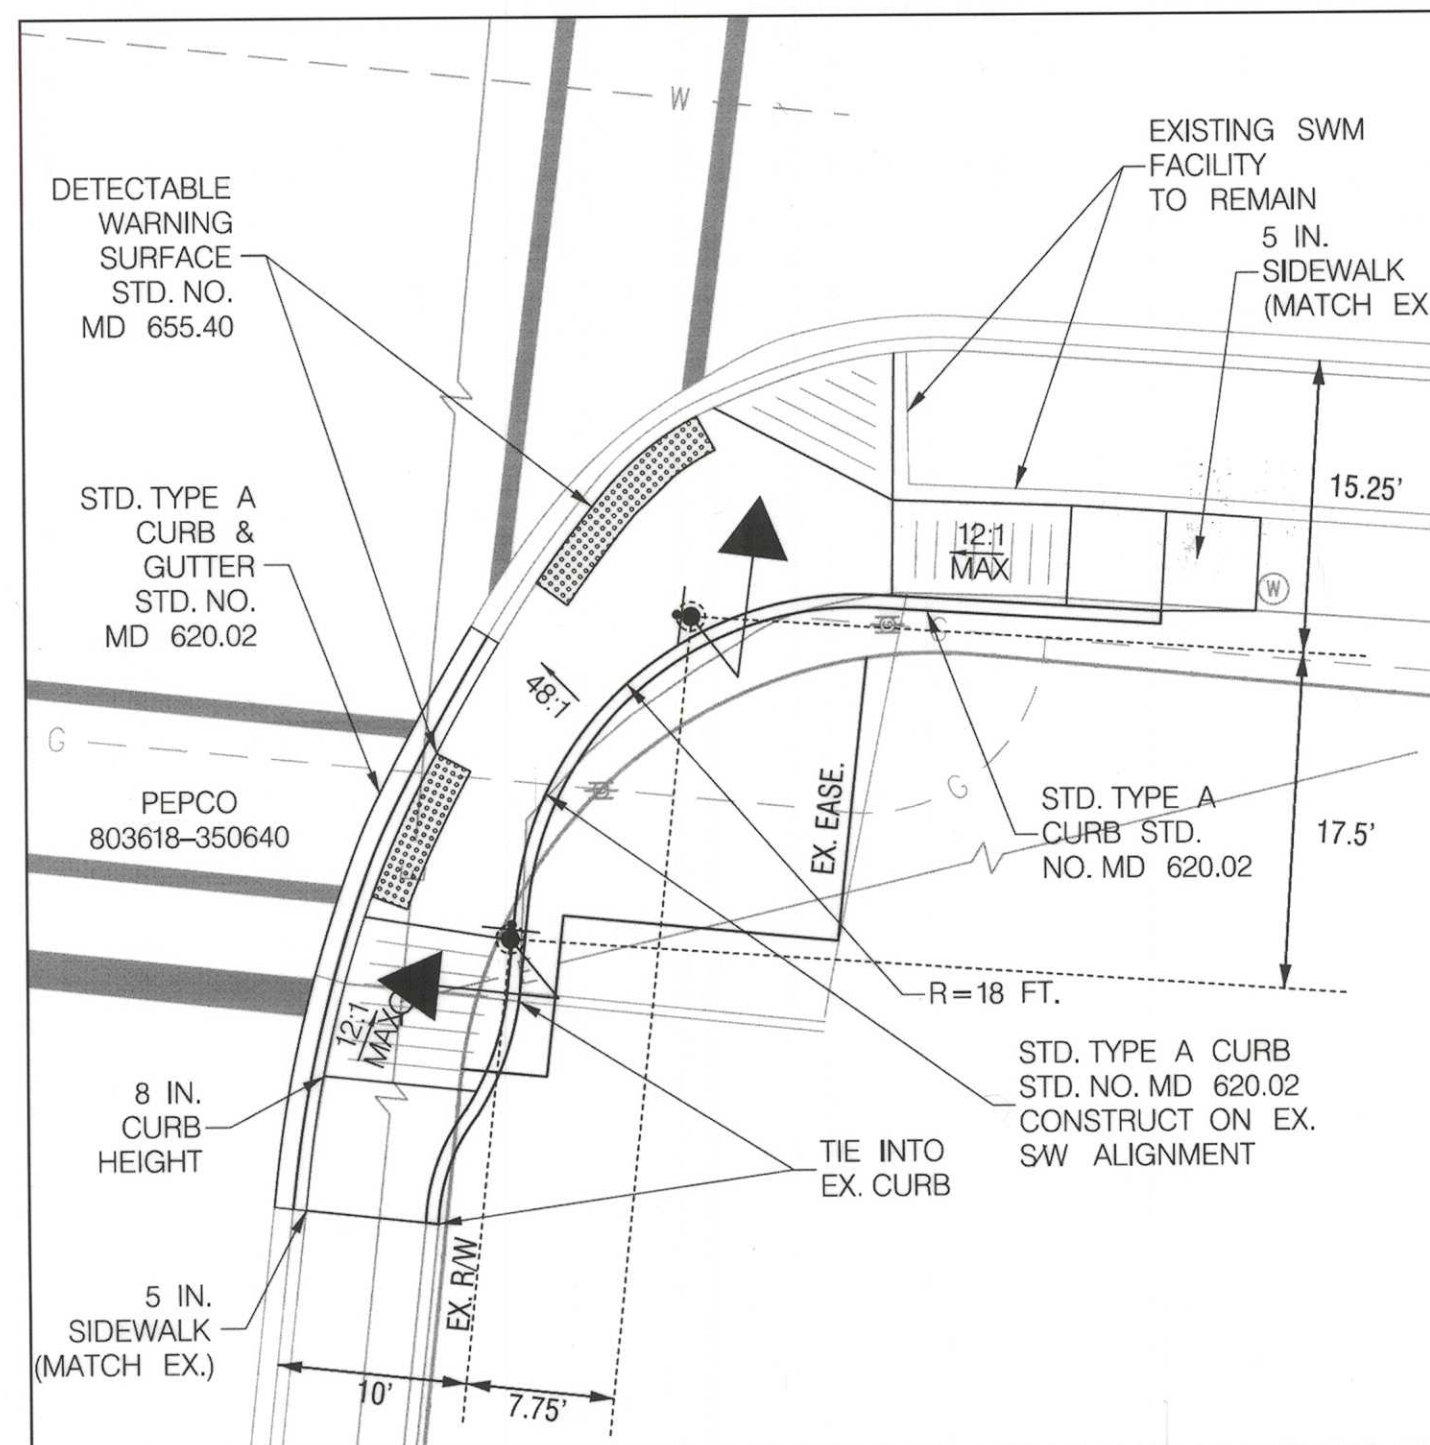 W
EXISTING SWM
FACILITY
TO REMAIN
5 IN.
SIDEWALK
(MATCH EX
DETECTABLE
WARNING
SURFACE
STD. NO.
MD 655.40
STD. TYPE A
CURB &
GUTTER
STD. NO.
MD 620.02
15.25'
12:1
MAX
W
G
G
48:1
G
PEPCO
803618-350640
EX. EASE.
G
STD. TYPE A
CURB STD.
NO. MD 620.02
17.5'
R=18 FT.
12:1
MAX
STD. TYPE A CURB
STD. NO. MD 620.02
CONSTRUCT ON EX.
S/W ALIGNMENT
8 IN.
CURB
HEIGHT
TIE INTO
EX. CURB
EX. R/W
5 IN.
SIDEWALK
(MATCH EX.)
10'
7.75'